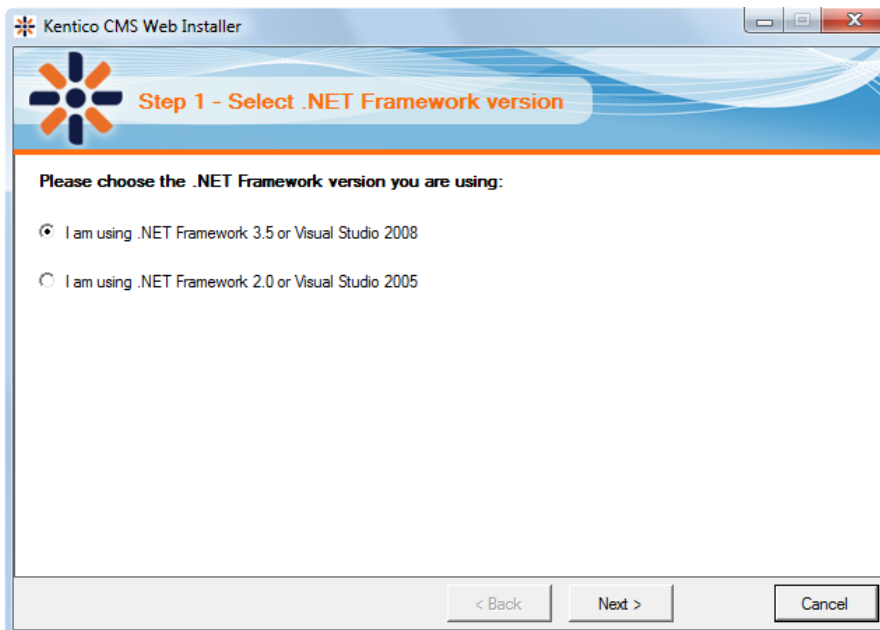 Kentico CMS Web Installer
Step 1 - Select .NET Framework version
Please choose the .NET Framework version you are using:
I am using .NET Framework 3.5 or Visual Studio 2008
I am using .NET Framework 2.0 or Visual Studio 2005
< Back Next > Cancel